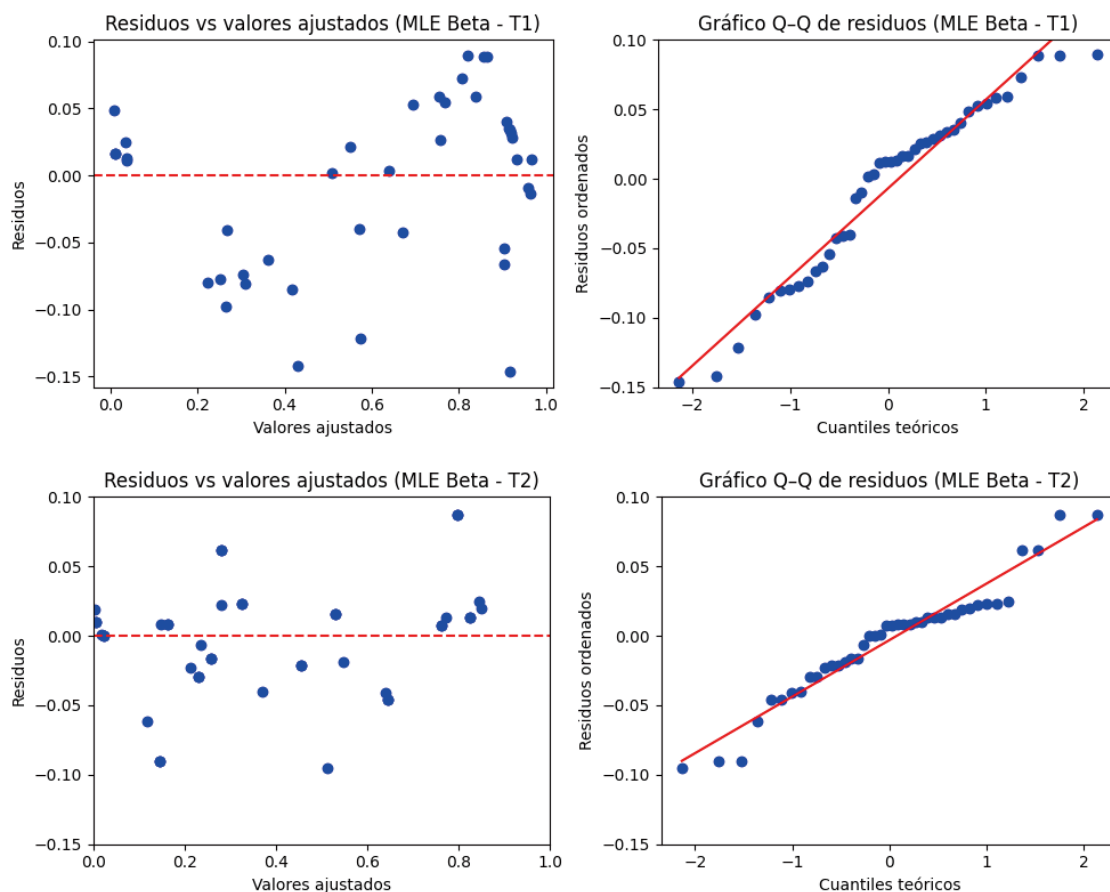 Residuos vs valores ajustados (MLE Beta - T1)
0.10
0.05
0.00
−0.05
−0.10
−0.15
Residuos
0.0 0.2 0.4 0.6 0.8 1.0
Valores ajustados
Gráfico Q–Q de residuos (MLE Beta - T1)
0.10
0.05
0.00
−0.05
−0.10
−0.15
Residuos ordenados
−2 −1 0 1 2
Cuantiles teóricos
Residuos vs valores ajustados (MLE Beta - T2)
0.10
0.05
0.00
−0.05
−0.10
−0.15
Residuos
0.0 0.2 0.4 0.6 0.8 1.0
Valores ajustados
Gráfico Q–Q de residuos (MLE Beta - T2)
0.10
0.05
0.00
−0.05
−0.10
−0.15
Residuos ordenados
−2 −1 0 1 2
Cuantiles teóricos